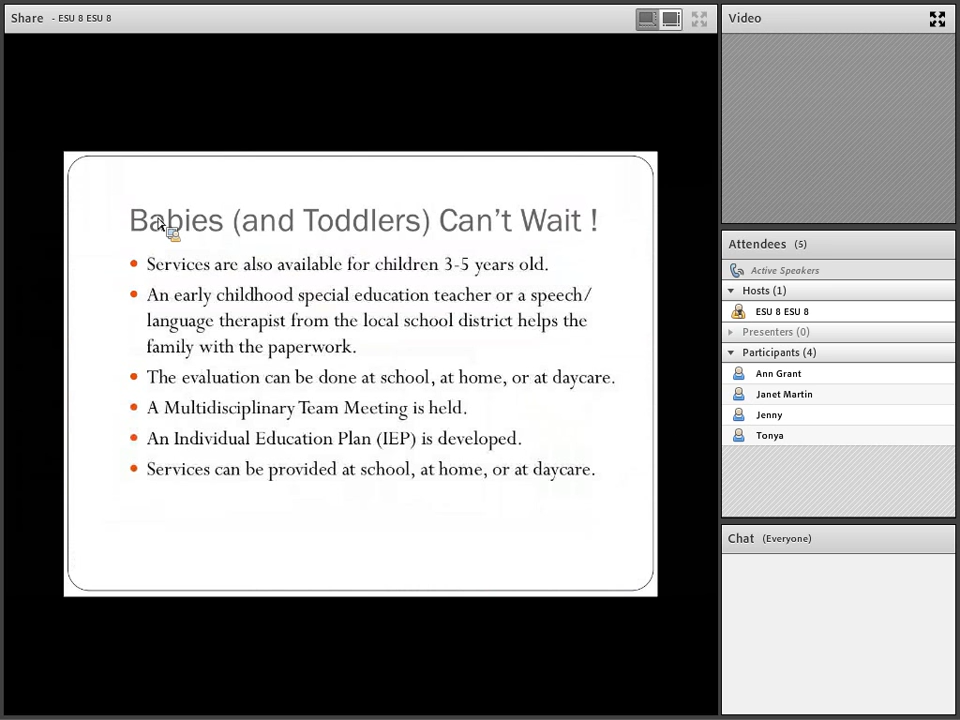 Share - ESU 8 ESU 8
Babies (and Toddlers) Can't Wait !
• Services are also available for children 3-5 years old.
• An early childhood special education teacher or a speech/
language therapist from the local school district helps the
family with the paperwork.
• The evaluation can be done at school, at home, or at daycare.
• A Multidisciplinary Team Meeting is held.
• An Individual Education Plan (IEP) is developed.
• Services can be provided at school, at home, or at daycare.
Video
Attendees (5)
Active Speakers
Hosts (1)
ESU 8 ESU 8
Presenters (0)
Participants (4)
Ann Grant
Janet Martin
Jenny
Tonya
Chat (Everyone)